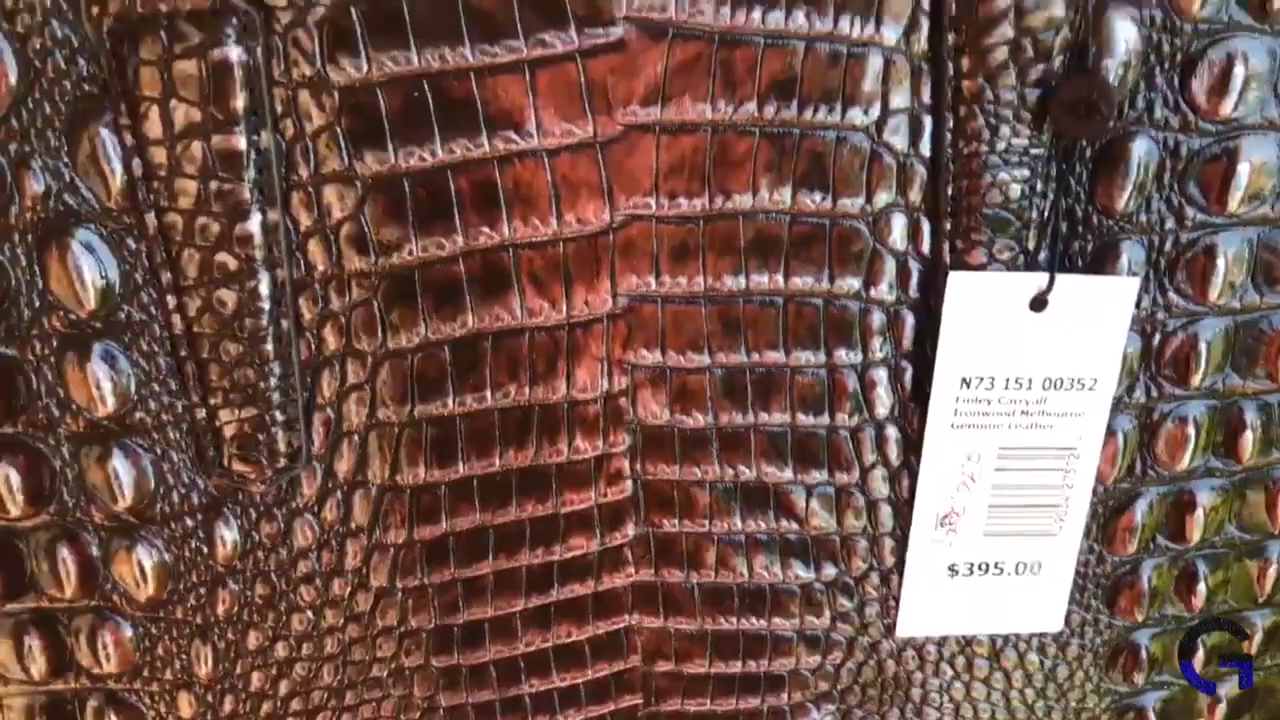 N73 151 00352
Finley Carryall
Ironwood Melbourne
Genuine Leather
$395.00
G